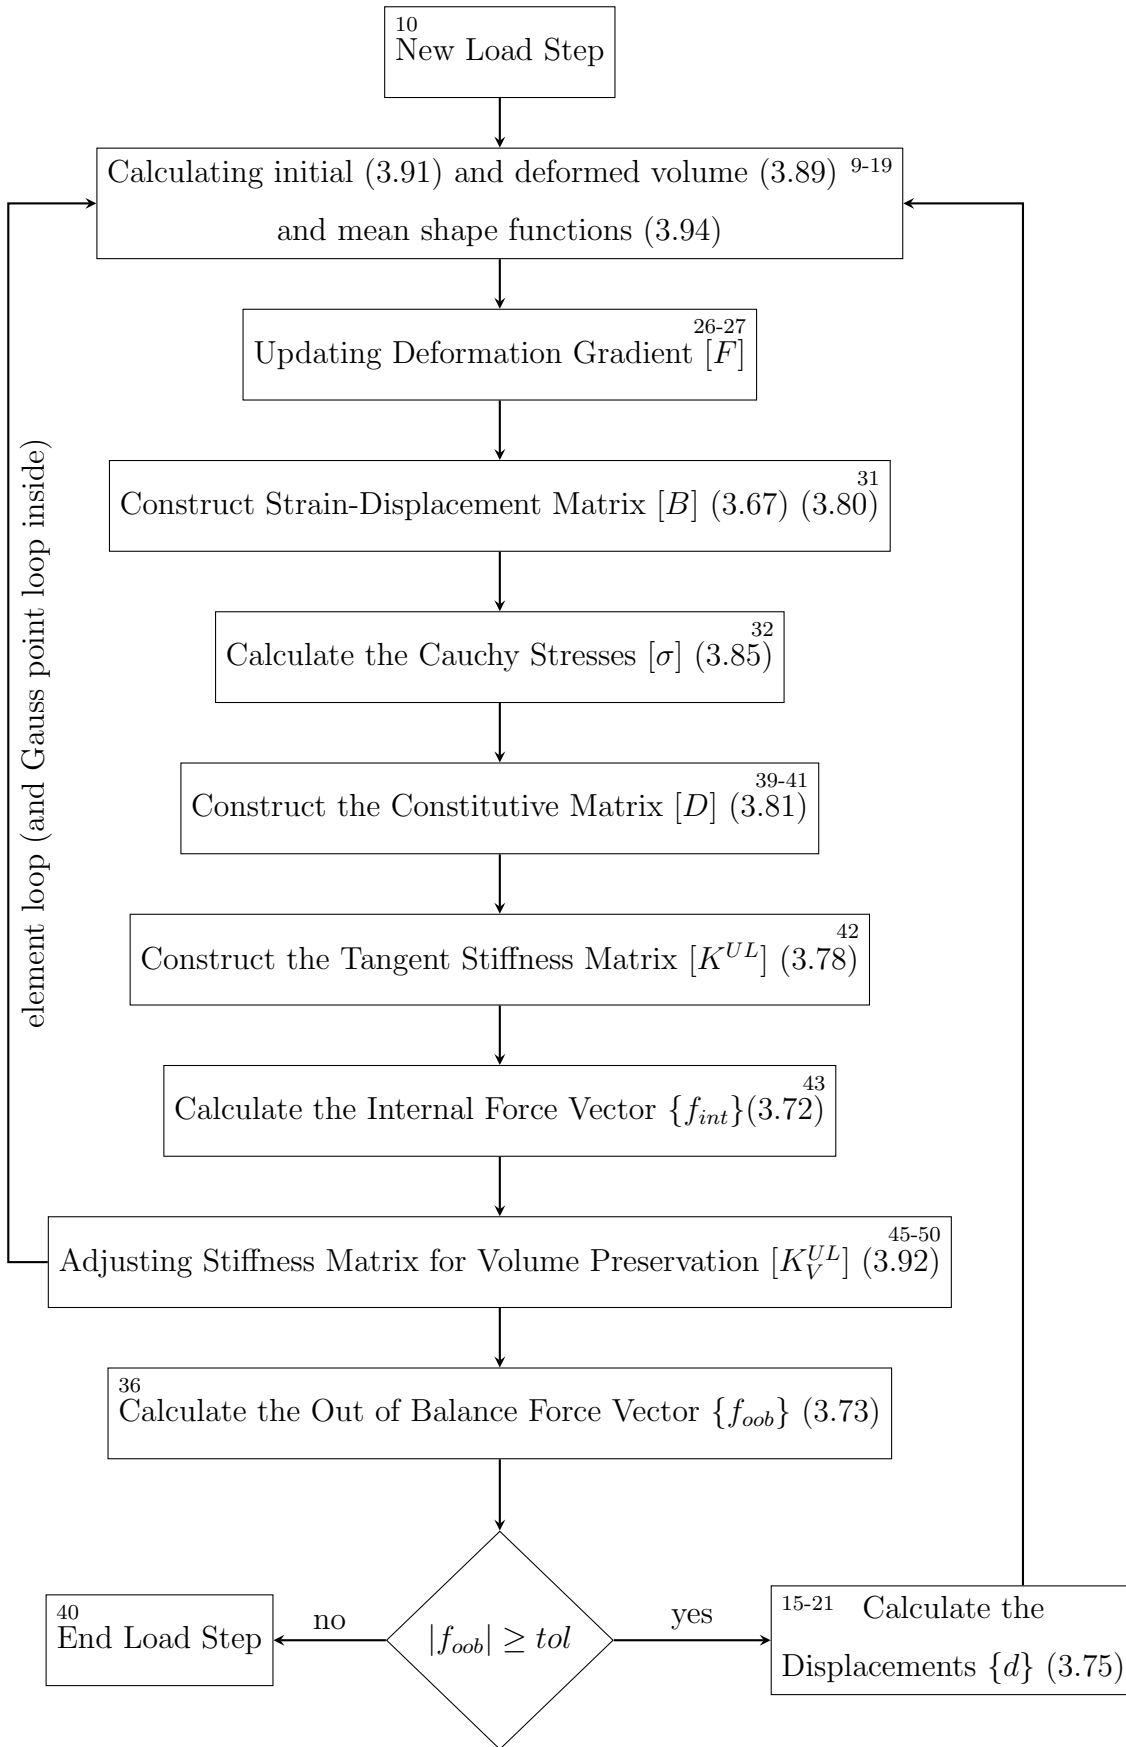 10
New Load Step
Calculating initial (3.91) and deformed volume (3.89) 9-19
and mean shape functions (3.94)
26-27
Updating Deformation Gradient [F]
31
Construct Strain-Displacement Matrix [B] (3.67) (3.80)
32
Calculate the Cauchy Stresses [σ] (3.85)
39-41
Construct the Constitutive Matrix [D] (3.81)
42
Construct the Tangent Stiffness Matrix [K^{UL}] (3.78)
43
Calculate the Internal Force Vector {f_{int}}(3.72)
45-50
Adjusting Stiffness Matrix for Volume Preservation [K_V^{UL}] (3.92)
element loop (and Gauss point loop inside)
36
Calculate the Out of Balance Force Vector {f_{oob}} (3.73)
|f_{oob}| ≥ tol
no
40
End Load Step
yes
15-21 Calculate the
Displacements {d} (3.75)